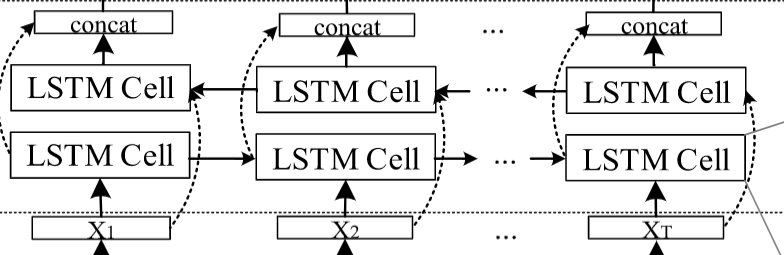 concat concat ... concat
LSTM Cell LSTM Cell ... LSTM Cell
LSTM Cell LSTM Cell ... LSTM Cell
X1 X2 ... XT